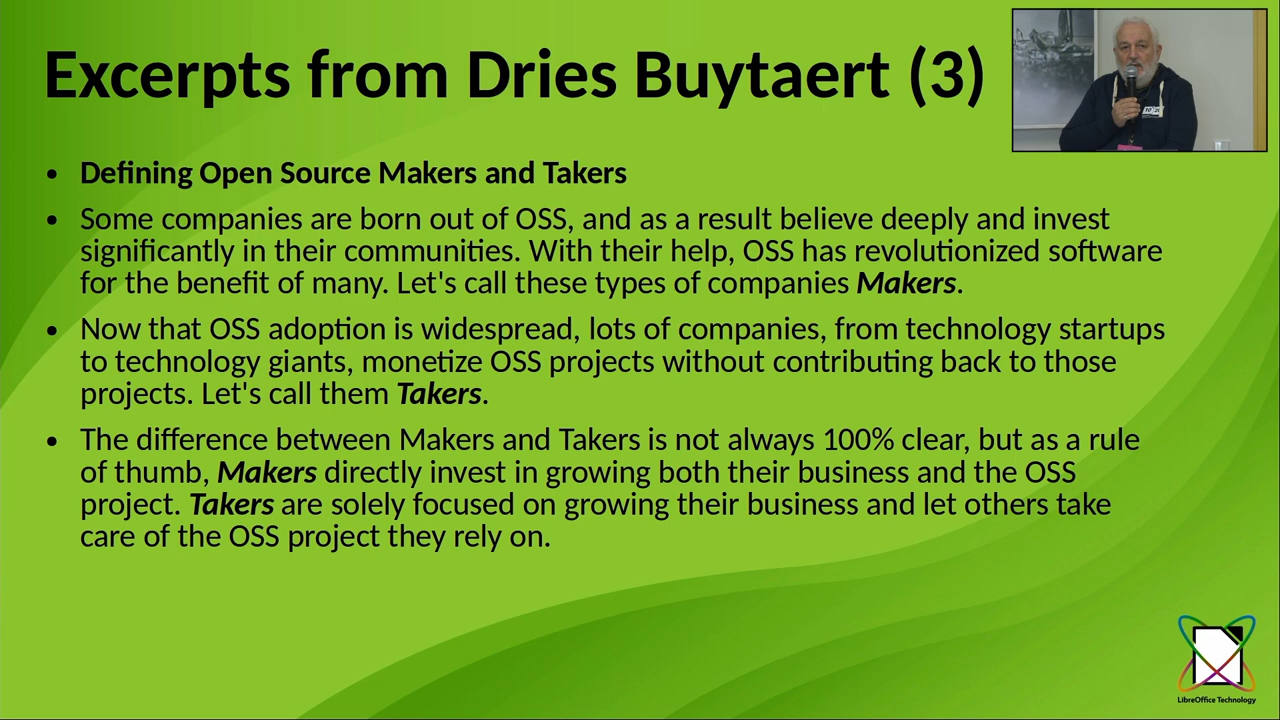 Excerpts from Dries Buytaert (3)
• Defining Open Source Makers and Takers
• Some companies are born out of OSS, and as a result believe deeply and invest
significantly in their communities. With their help, OSS has revolutionized software
for the benefit of many. Let's call these types of companies Makers.
• Now that OSS adoption is widespread, lots of companies, from technology startups
to technology giants, monetize OSS projects without contributing back to those
projects. Let's call them Takers.
• The difference between Makers and Takers is not always 100% clear, but as a rule
of thumb, Makers directly invest in growing both their business and the OSS
project. Takers are solely focused on growing their business and let others take
care of the OSS project they rely on.
LibreOffice Technology